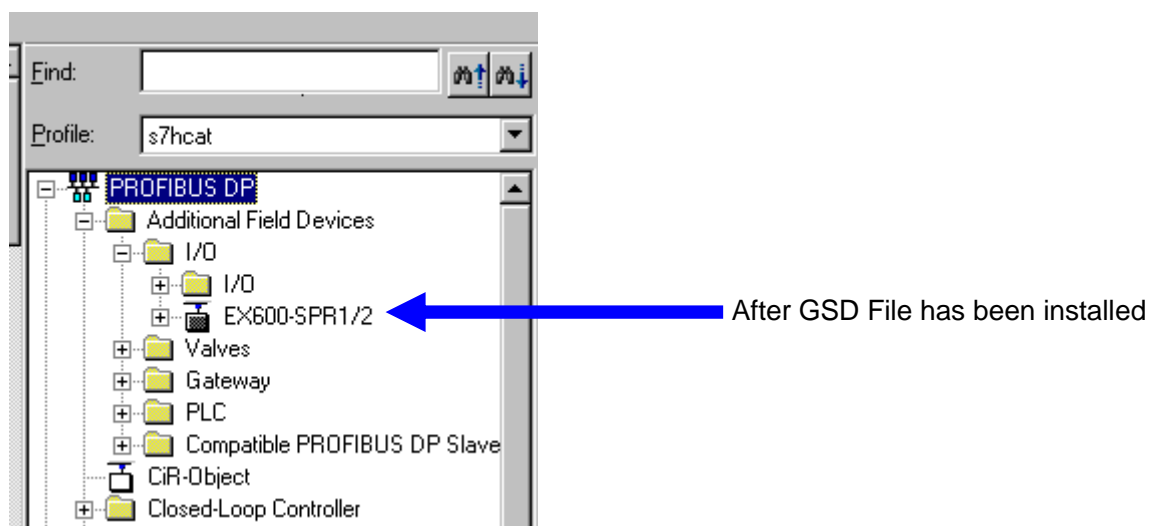 Find:
Profile: s7hcat
PROFIBUS DP
Additional Field Devices
I/O
I/O
EX600-SPR1/2
After GSD File has been installed
Valves
Gateway
PLC
Compatible PROFIBUS DP Slave
CiR-Object
Closed-Loop Controller